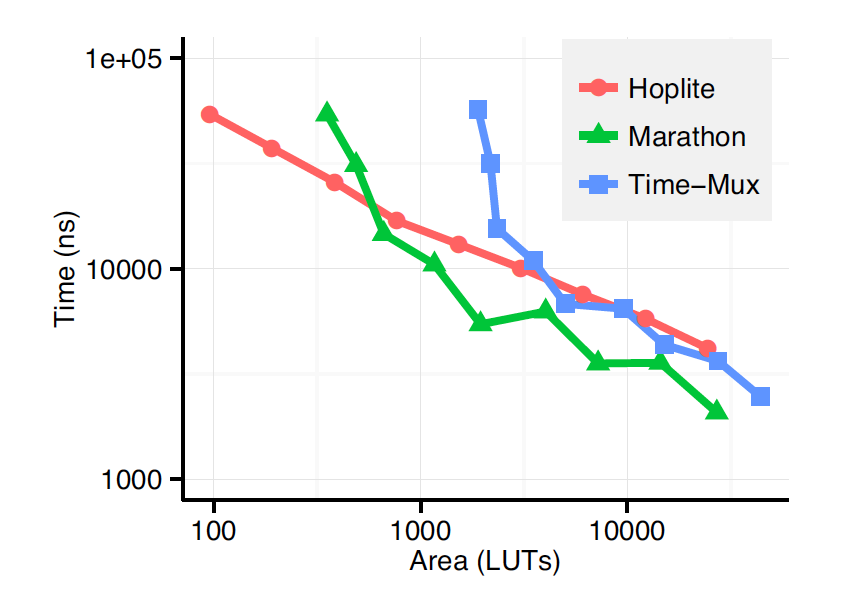 1e+05
10000
1000
Time (ns)
100
1000
10000
Area (LUTs)
Hoplite
Marathon
Time−Mux